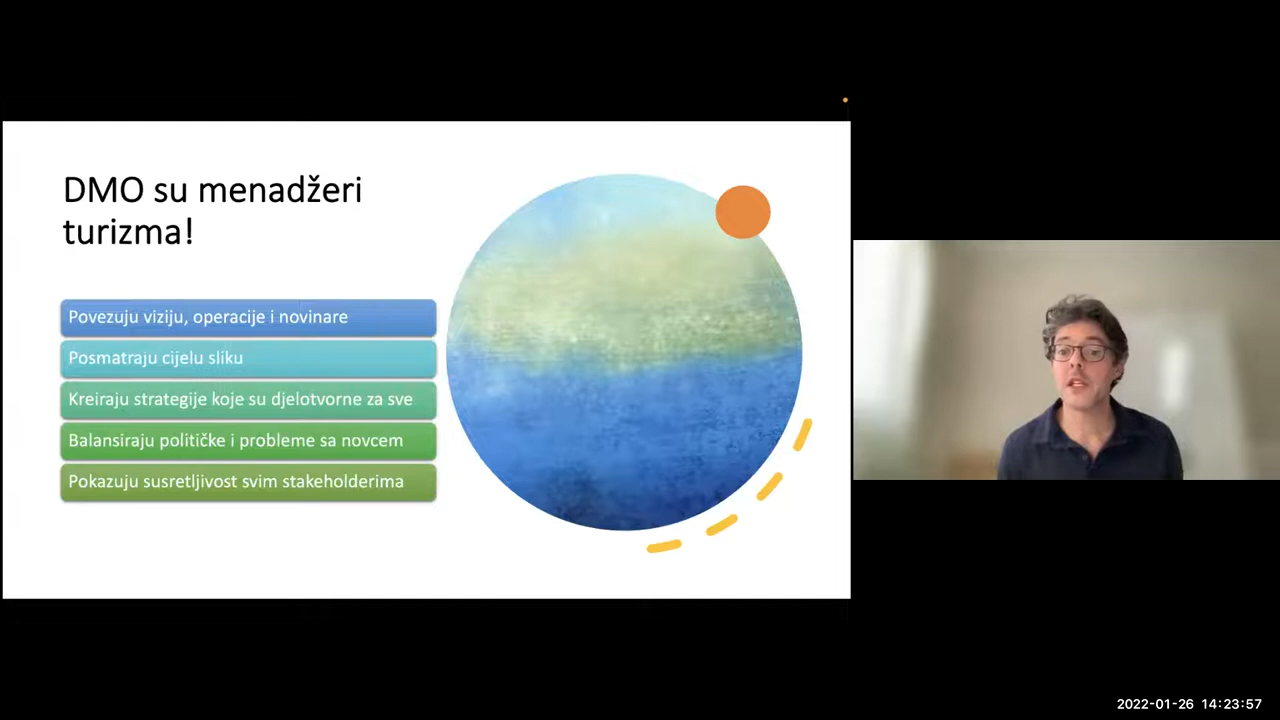 DMO su menadžeri
turizma!
Povezuju viziju, operacije i novinare
Posmatraju cijelu sliku
Kreiraju strategije koje su djelotvorne za sve
Balansiraju političke i probleme sa novcem
Pokazuju susretljivost svim stakeholderima
2022-01-26 14:23:57